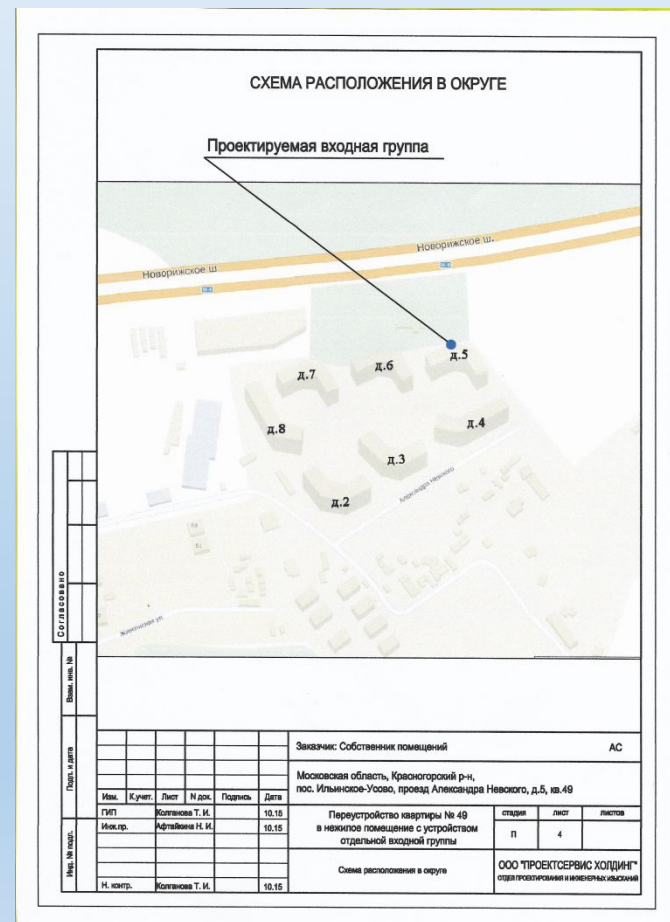 СХЕМА РАСПОЛОЖЕНИЯ В ОКРУГЕ
Проектируемая входная группа
Новорижское ш.
Новорижское ш
д.5
д.6
д.7
д.4
д.8
д.3
д.2
Александра Невского
Жилинская ул.
Согласовано
Взам. инв. №
Подп. и дата
Инв. № подл.
Заказчик: Собственник помещений
АС
Московская область, Красногорский р-н,
пос. Ильинское-Усово, проезд Александра Невского, д.5, кв.49
Изм. К.учет. Лист N док. Подпись Дата
ГИП Колганова Т. И. 10.15
Инж.пр. Афтайкина Н. И. 10.15
Н. контр. Колганова Т. И. 10.15
Переустройство квартиры № 49
в нежилое помещение с устройством
отдельной входной группы
стадия лист листов
П 4
Схема расположения в округе
ООО "ПРОЕКТСЕРВИС ХОЛДИНГ"
ОТДЕЛ ПРОЕКТИРОВАНИЯ И ИНЖЕНЕРНЫХ ИЗЫСКАНИЙ